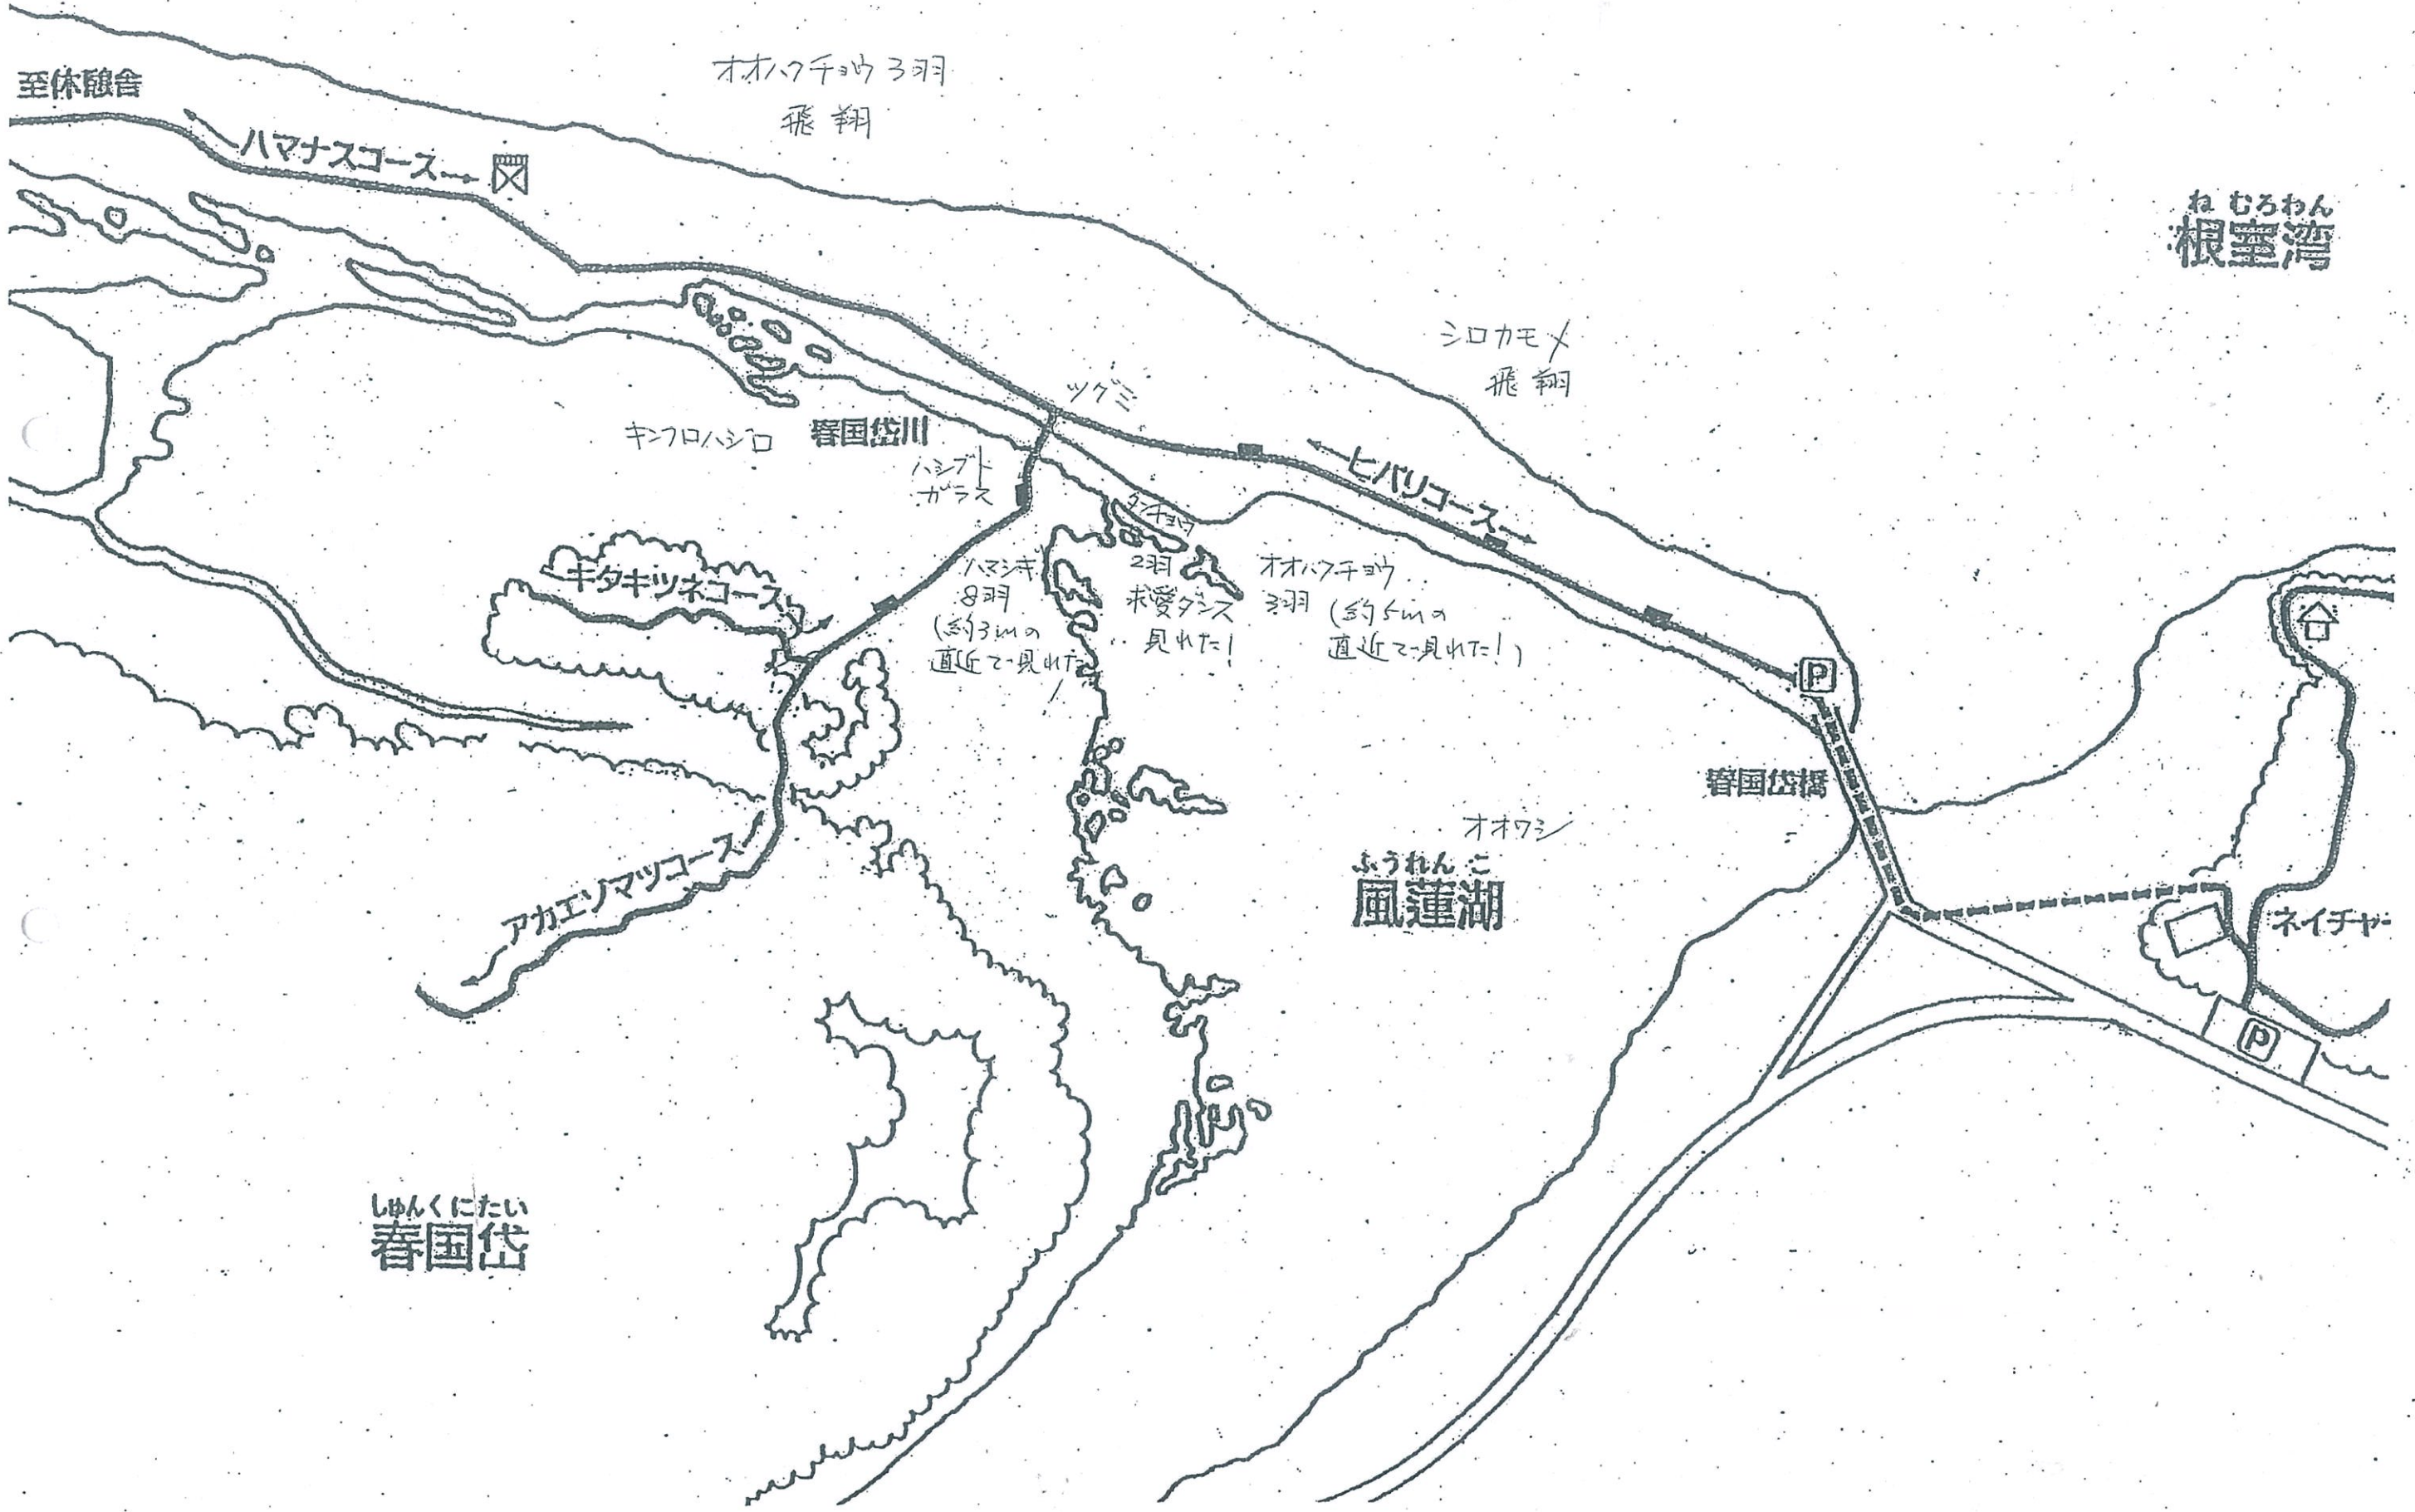 オオハクチョウ 3羽
飛翔
至休憩舎
ハマナスコース
ね むろわん
根室湾
シロカモメ
飛翔
ツグミ
キンクロハジロ
春国岱川
ハシブト
ガラス
ヒバリコース
タンチョウ
2羽
求愛ダンス
見れた!
オオハクチョウ
3羽 (約5mの
直近で見れた!)
ハマシギ
8羽
(約3mの
直近で見れた
!
キタキツネコース
P
春国岱橋
オオワシ
ふうれん こ
風蓮湖
アカエゾマツコース
ネイチャー
P
しゅんくにたい
春国岱